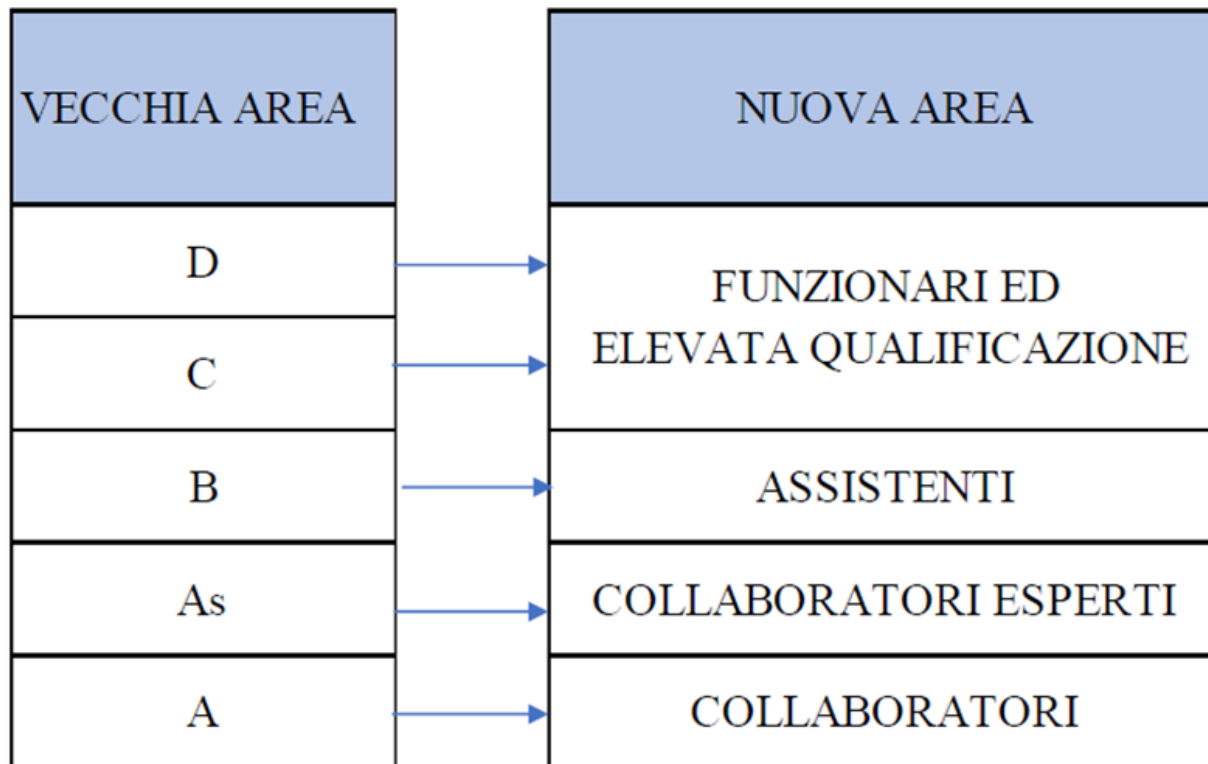 VECCHIA AREA
NUOVA AREA
D
C
FUNZIONARI ED
ELEVATA QUALIFICAZIONE
B
ASSISTENTI
As
COLLABORATORI ESPERTI
A
COLLABORATORI